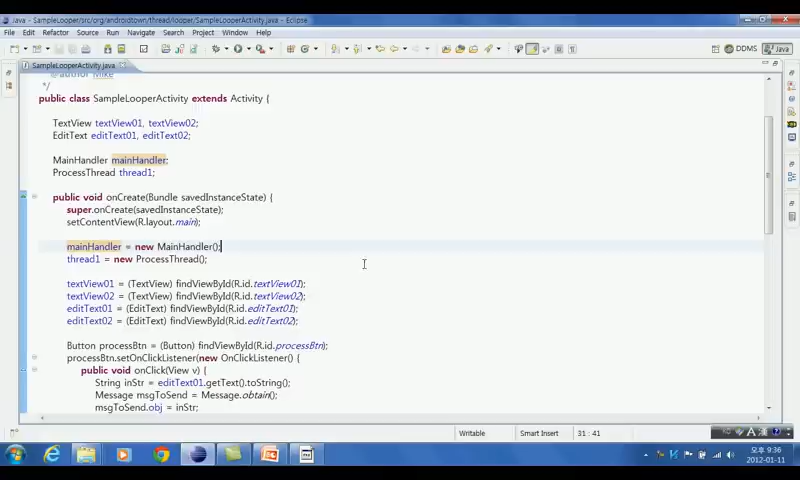 Java - SampleLooper/src/org/androidtown/thread/looper/SampleLooperActivity.java - Eclipse
File Edit Refactor Source Run Navigate Search Project Window Help
DDMS Java
SampleLooperActivity.java
@author Mike
*/
public class SampleLooperActivity extends Activity {
TextView textView01, textView02;
EditText editText01, editText02;
MainHandler mainHandler;
ProcessThread thread1;
public void onCreate(Bundle savedInstanceState) {
super.onCreate(savedInstanceState);
setContentView(R.layout.main);
mainHandler = new MainHandler();
thread1 = new ProcessThread();
textView01 = (TextView) findViewById(R.id.textView01);
textView02 = (TextView) findViewById(R.id.textView02);
editText01 = (EditText) findViewById(R.id.editText01);
editText02 = (EditText) findViewById(R.id.editText02);
Button processBtn = (Button) findViewById(R.id.processBtn);
processBtn.setOnClickListener(new OnClickListener() {
public void onClick(View v) {
String inStr = editText01.getText().toString();
Message msgToSend = Message.obtain();
msgToSend.obj = inStr;
Writable Smart Insert 31 : 41
A 漢
오후 9:36
2012-01-11